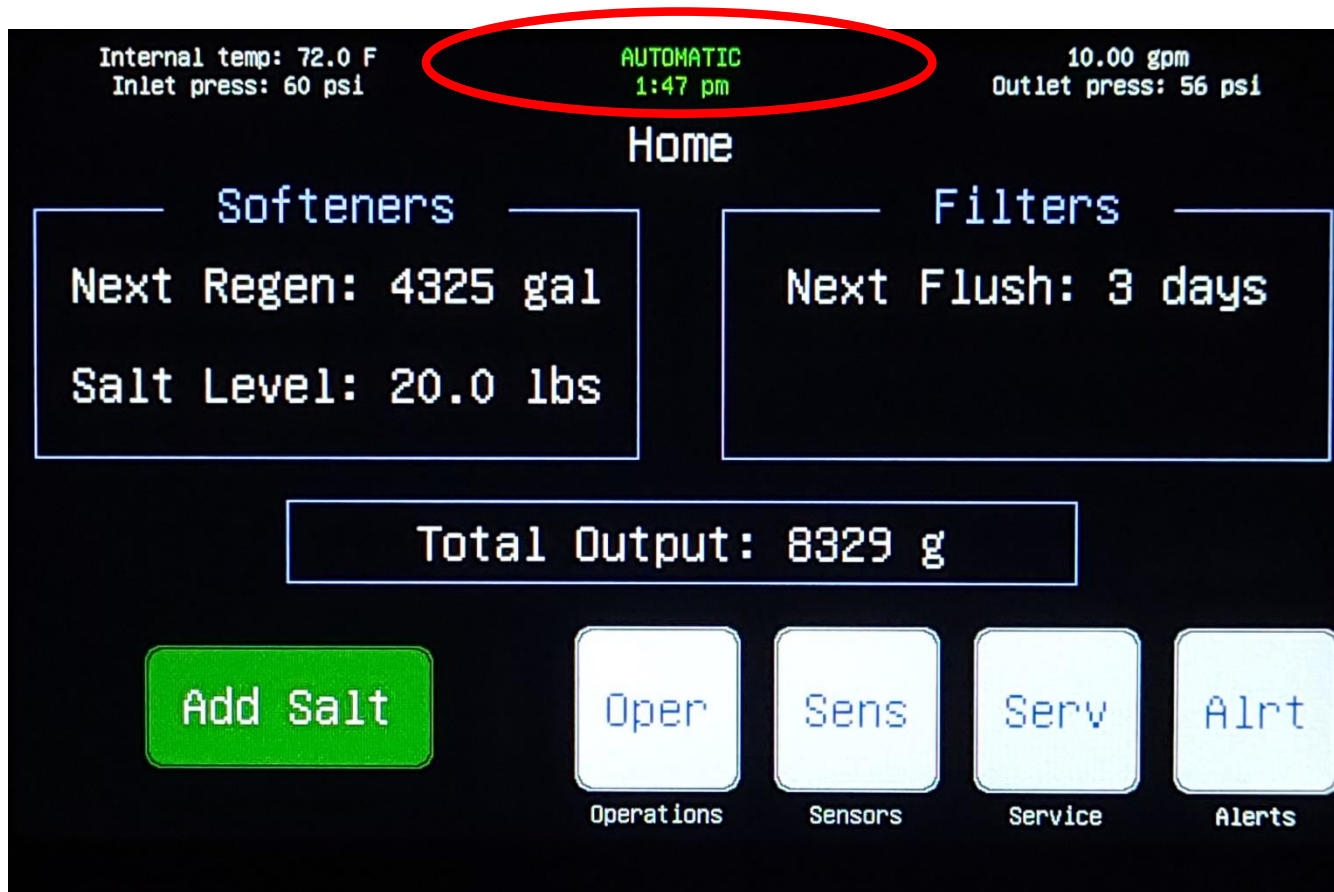 Internal temp: 72.0 F
Inlet press: 60 psi
AUTOMATIC
1:47 pm
10.00 gpm
Outlet press: 56 psi
Home
Softeners
Next Regen: 4325 gal
Salt Level: 20.0 lbs
Filters
Next Flush: 3 days
Total Output: 8329 g
Add Salt
Oper
Sens
Serv
Alrt
Operations
Sensors
Service
Alerts